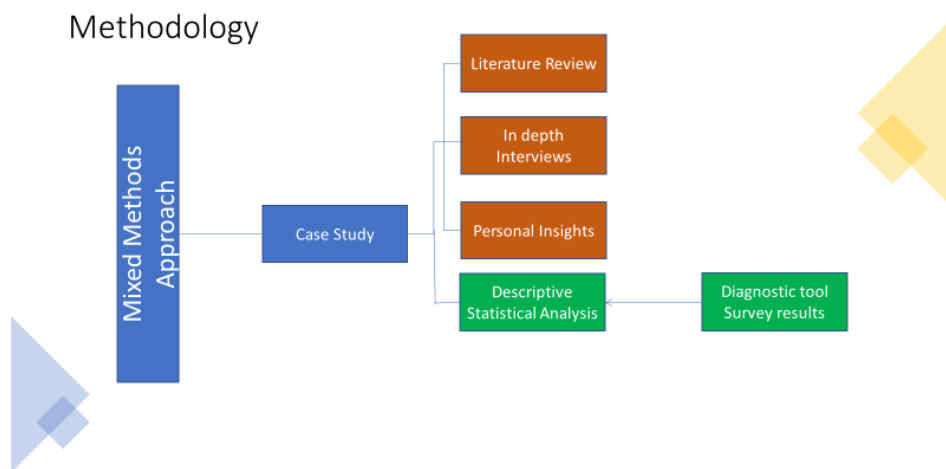 Methodology
Mixed Methods
Approach
Case Study
Literature Review
In depth
Interviews
Personal Insights
Descriptive
Statistical Analysis
Diagnostic tool
Survey results